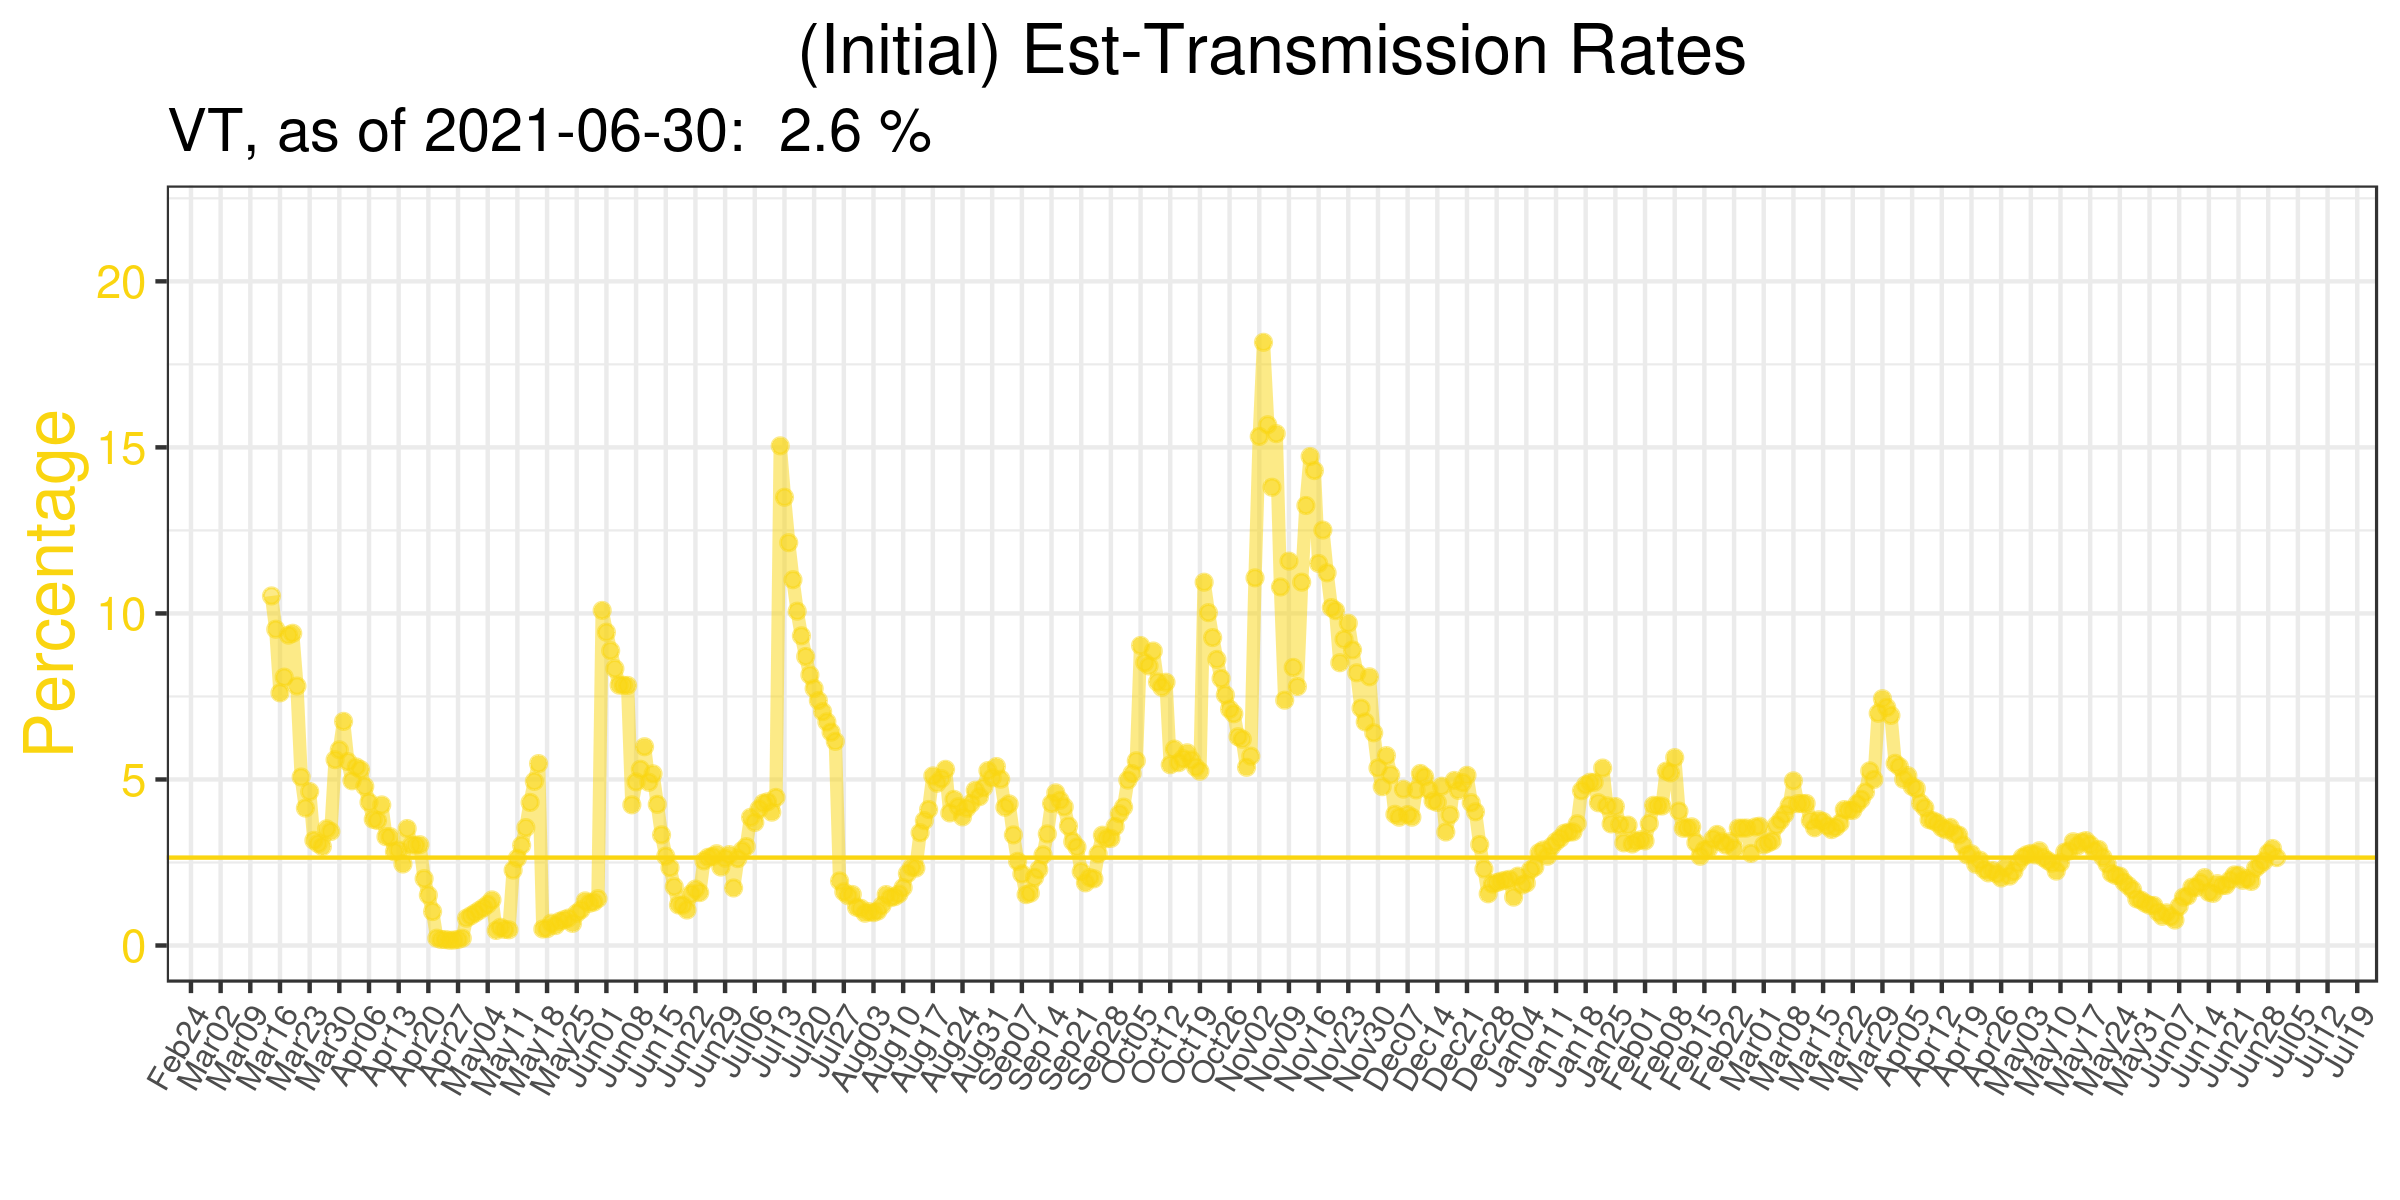 (Initial) Est-Transmission Rates
VT, as of 2021-06-30:  2.6 %
Percentage
20
15
10
5
0
Feb24
Mar02
Mar09
Mar16
Mar23
Mar30
Apr06
Apr13
Apr20
Apr27
May04
May11
May18
May25
Jun01
Jun08
Jun15
Jun22
Jun29
Jul06
Jul13
Jul20
Jul27
Aug03
Aug10
Aug17
Aug24
Aug31
Sep07
Sep14
Sep21
Sep28
Oct05
Oct12
Oct19
Oct26
Nov02
Nov09
Nov16
Nov23
Nov30
Dec07
Dec14
Dec21
Dec28
Jan04
Jan11
Jan18
Jan25
Feb01
Feb08
Feb15
Feb22
Mar01
Mar08
Mar15
Mar22
Mar29
Apr05
Apr12
Apr19
Apr26
May03
May10
May17
May24
May31
Jun07
Jun14
Jun21
Jun28
Jul05
Jul12
Jul19